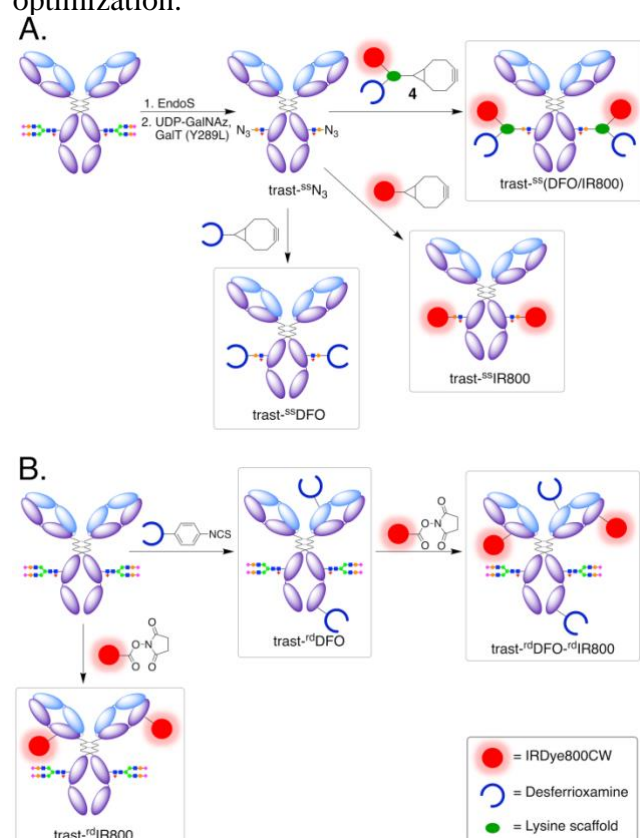 optimization.
A.
1. EndoS
2. UDP-GalNAz,
GalT (Y289L)
N3
N3
trast-ssN3
4
trast-ss(DFO/IR800)
trast-ssDFO
trast-ssIR800
B.
NCS
trast-rdDFO
O
O
N
O
O
trast-rdDFO-rdIR800
O
O
N
O
O
trast-rdIR800
= IRDye800CW
= Desferrioxamine
= Lysine scaffold